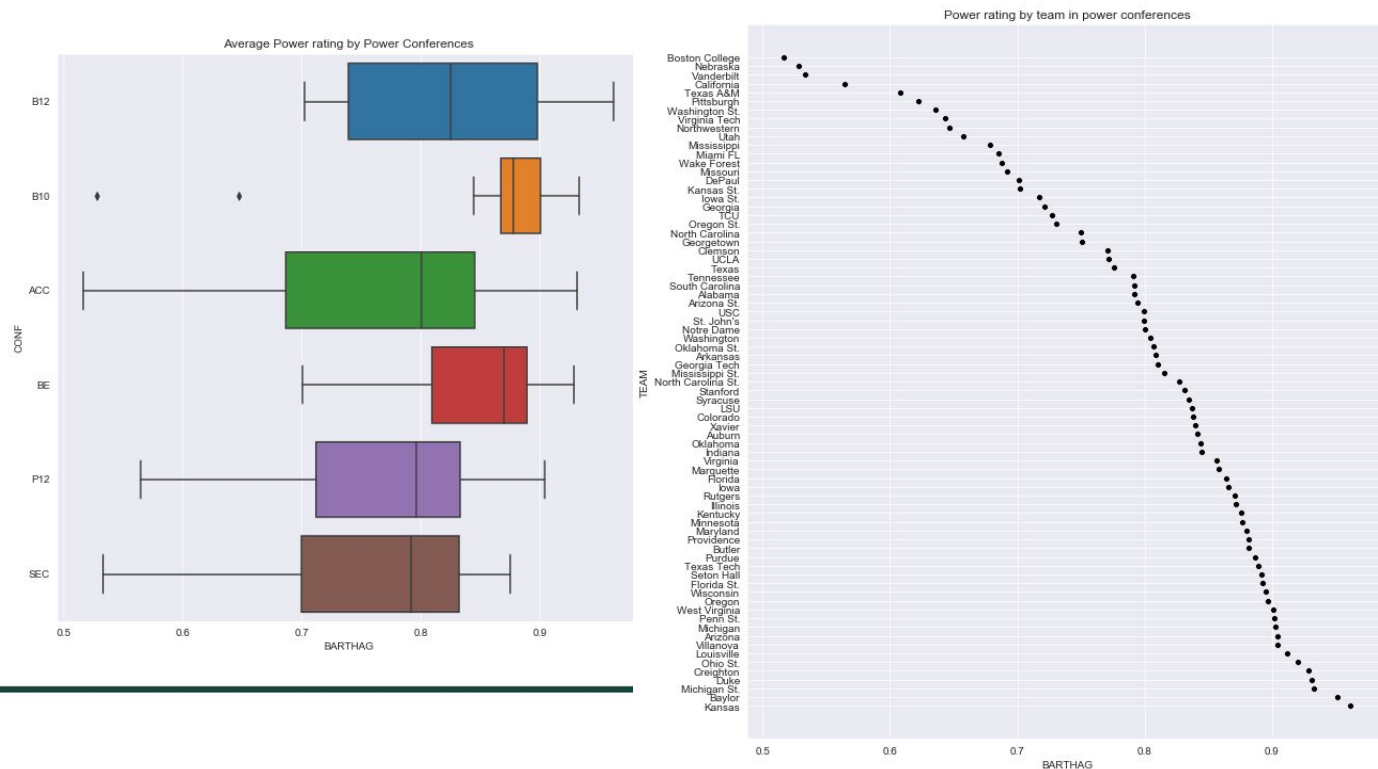 Average Power rating by Power Conferences
B12
B10
ACC
BE
P12
SEC
CONF
0.5 0.6 0.7 0.8 0.9
BARTHAG
Power rating by team in power conferences
Boston College
Nebraska
Vanderbilt
California
Texas A&M
Pittsburgh
Washington St.
Virginia Tech
Northwestern
Utah
Mississippi
Miami FL
Wake Forest
Missouri
DePaul
Kansas St.
Iowa St.
Georgia
TCU
Oregon St.
North Carolina
Georgetown
Clemson
UCLA
Texas
Tennessee
South Carolina
Alabama
Arizona St.
USC
St. John's
Notre Dame
Washington
Oklahoma St.
Arkansas
Georgia Tech
Mississippi St.
North Carolina St.
Stanford
Syracuse
LSU
Colorado
Xavier
Auburn
Oklahoma
Indiana
Virginia
Marquette
Florida
Iowa
Rutgers
Illinois
Kentucky
Minnesota
Maryland
Providence
Butler
Purdue
Texas Tech
Seton Hall
Florida St.
Wisconsin
Oregon
West Virginia
Penn St.
Michigan
Arizona
Villanova
Louisville
Ohio St.
Creighton
Duke
Michigan St.
Baylor
Kansas
TEAM
0.5 0.6 0.7 0.8 0.9
BARTHAG